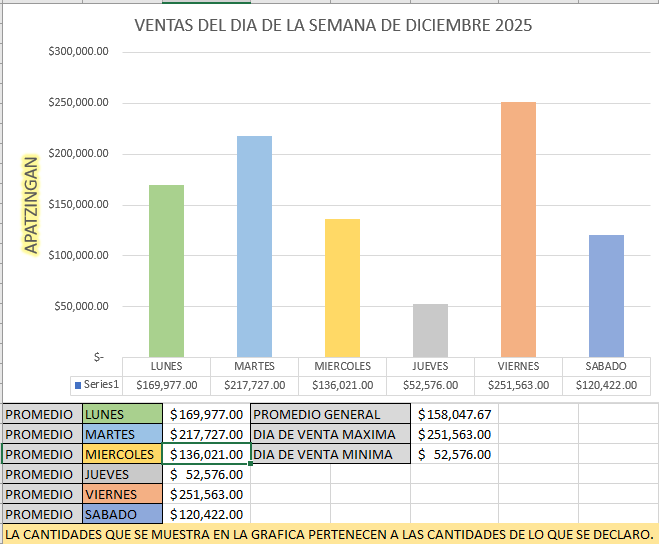 VENTAS DEL DIA DE LA SEMANA DE DICIEMBRE 2025
$300,000.00
$250,000.00
$200,000.00
$150,000.00
$100,000.00
$50,000.00
$-
APATZINGAN
LUNES MARTES MIERCOLES JUEVES VIERNES SABADO
Series1 $169,977.00 $217,727.00 $136,021.00 $52,576.00 $251,563.00 $120,422.00
PROMEDIO LUNES $169,977.00 PROMEDIO GENERAL $158,047.67
PROMEDIO MARTES $217,727.00 DIA DE VENTA MAXIMA $251,563.00
PROMEDIO MIERCOLES $136,021.00 DIA DE VENTA MINIMA $ 52,576.00
PROMEDIO JUEVES $ 52,576.00
PROMEDIO VIERNES $251,563.00
PROMEDIO SABADO $120,422.00
LA CANTIDADES QUE SE MUESTRA EN LA GRAFICA PERTENECEN A LAS CANTIDADES DE LO QUE SE DECLARO.